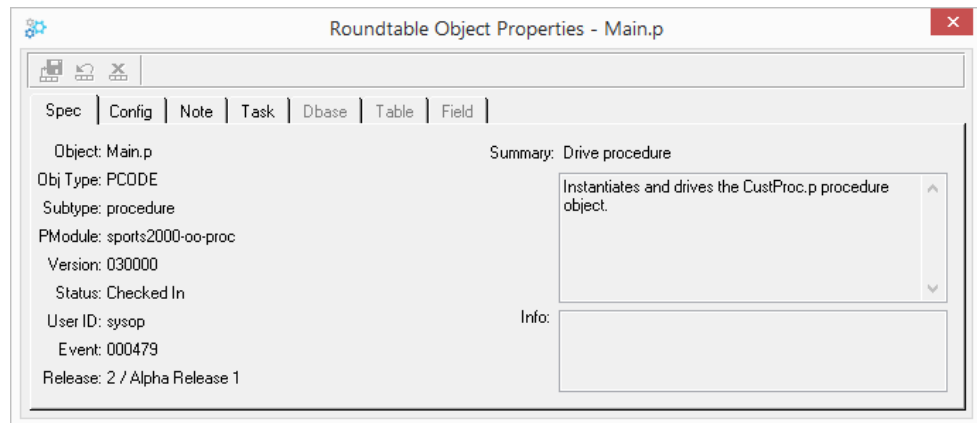 Roundtable Object Properties - Main.p
Spec Config Note Task Dbase Table Field
Object: Main.p
Obj Type: PCODE
Subtype: procedure
PModule: sports2000-oo-proc
Version: 030000
Status: Checked In
User ID: sysop
Event: 000479
Release: 2 / Alpha Release 1
Summary: Drive procedure
Instantiates and drives the CustProc.p procedure
object.
Info: